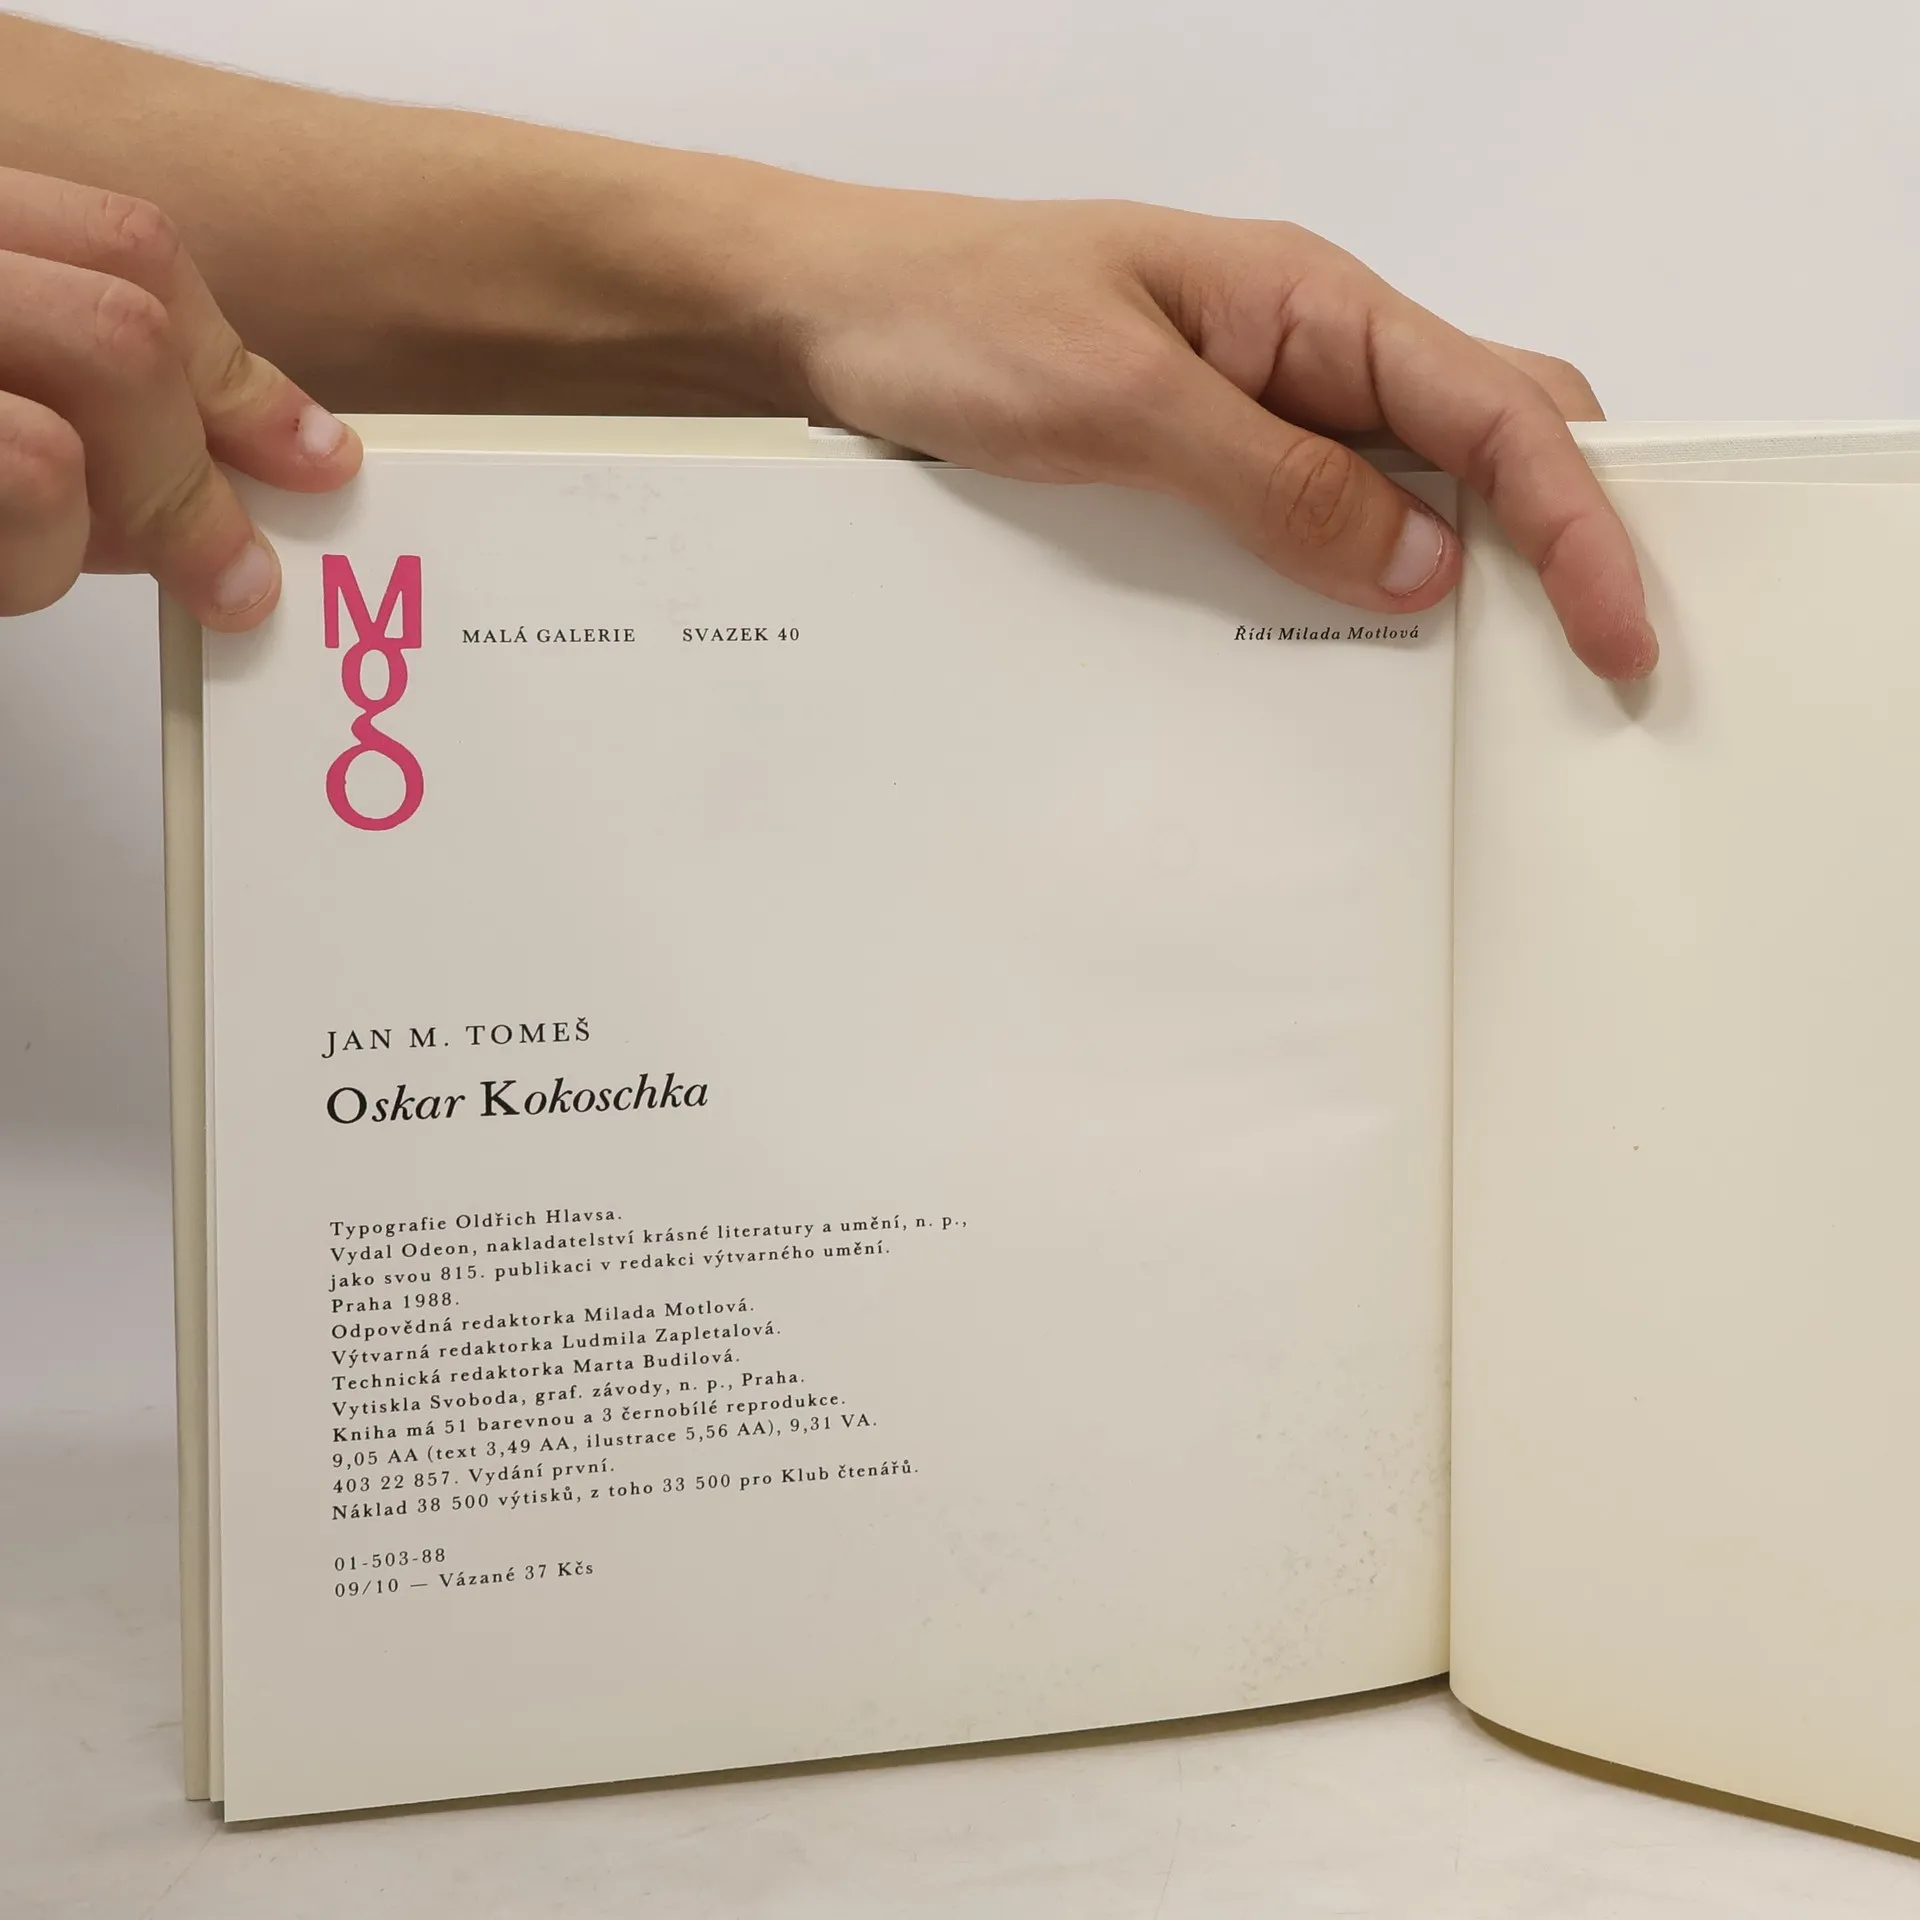 Mg
MALÁ GALERIE SVAZEK 40 Řídí Milada Motlová
JAN M. TOMEŠ
Oskar Kokoschka
Typografie Oldřich Hlavsa.
Vydal Odeon, nakladatelství krásné literatury a umění, n. p.,
jako svou 815. publikaci v redakci výtvarného umění.
Praha 1988.
Odpovědná redaktorka Milada Motlová.
Výtvarná redaktorka Ludmila Zapletalová.
Technická redaktorka Marta Budilová.
Vytiskla Svoboda, graf. závody, n. p., Praha.
Kniha má 51 barevnou a 3 černobílé reprodukce.
9,05 AA (text 3,49 AA, ilustrace 5,56 AA), 9,31 VA.
403 22 857. Vydání první.
Náklad 38 500 výtisků, z toho 33 500 pro Klub čtenářů.
01-503-88
09/10 — Vázané 37 Kčs